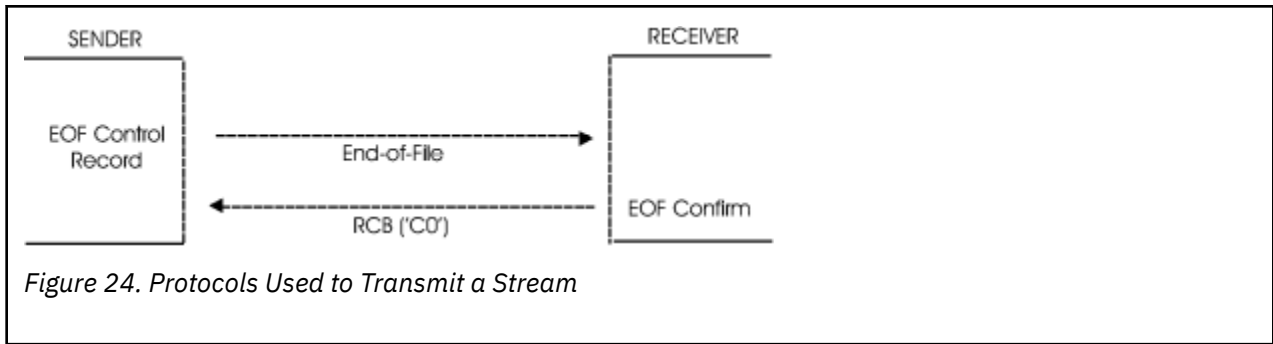 SENDER
RECEIVER
EOF Control
Record
End-of-File
RCB ('C0')
EOF Confirm
Figure 24. Protocols Used to Transmit a Stream